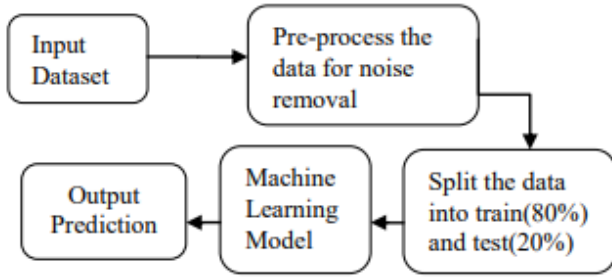 Input
Dataset
Pre-process the
data for noise
removal
Split the data
into train(80%)
and test(20%)
Machine
Learning
Model
Output
Prediction